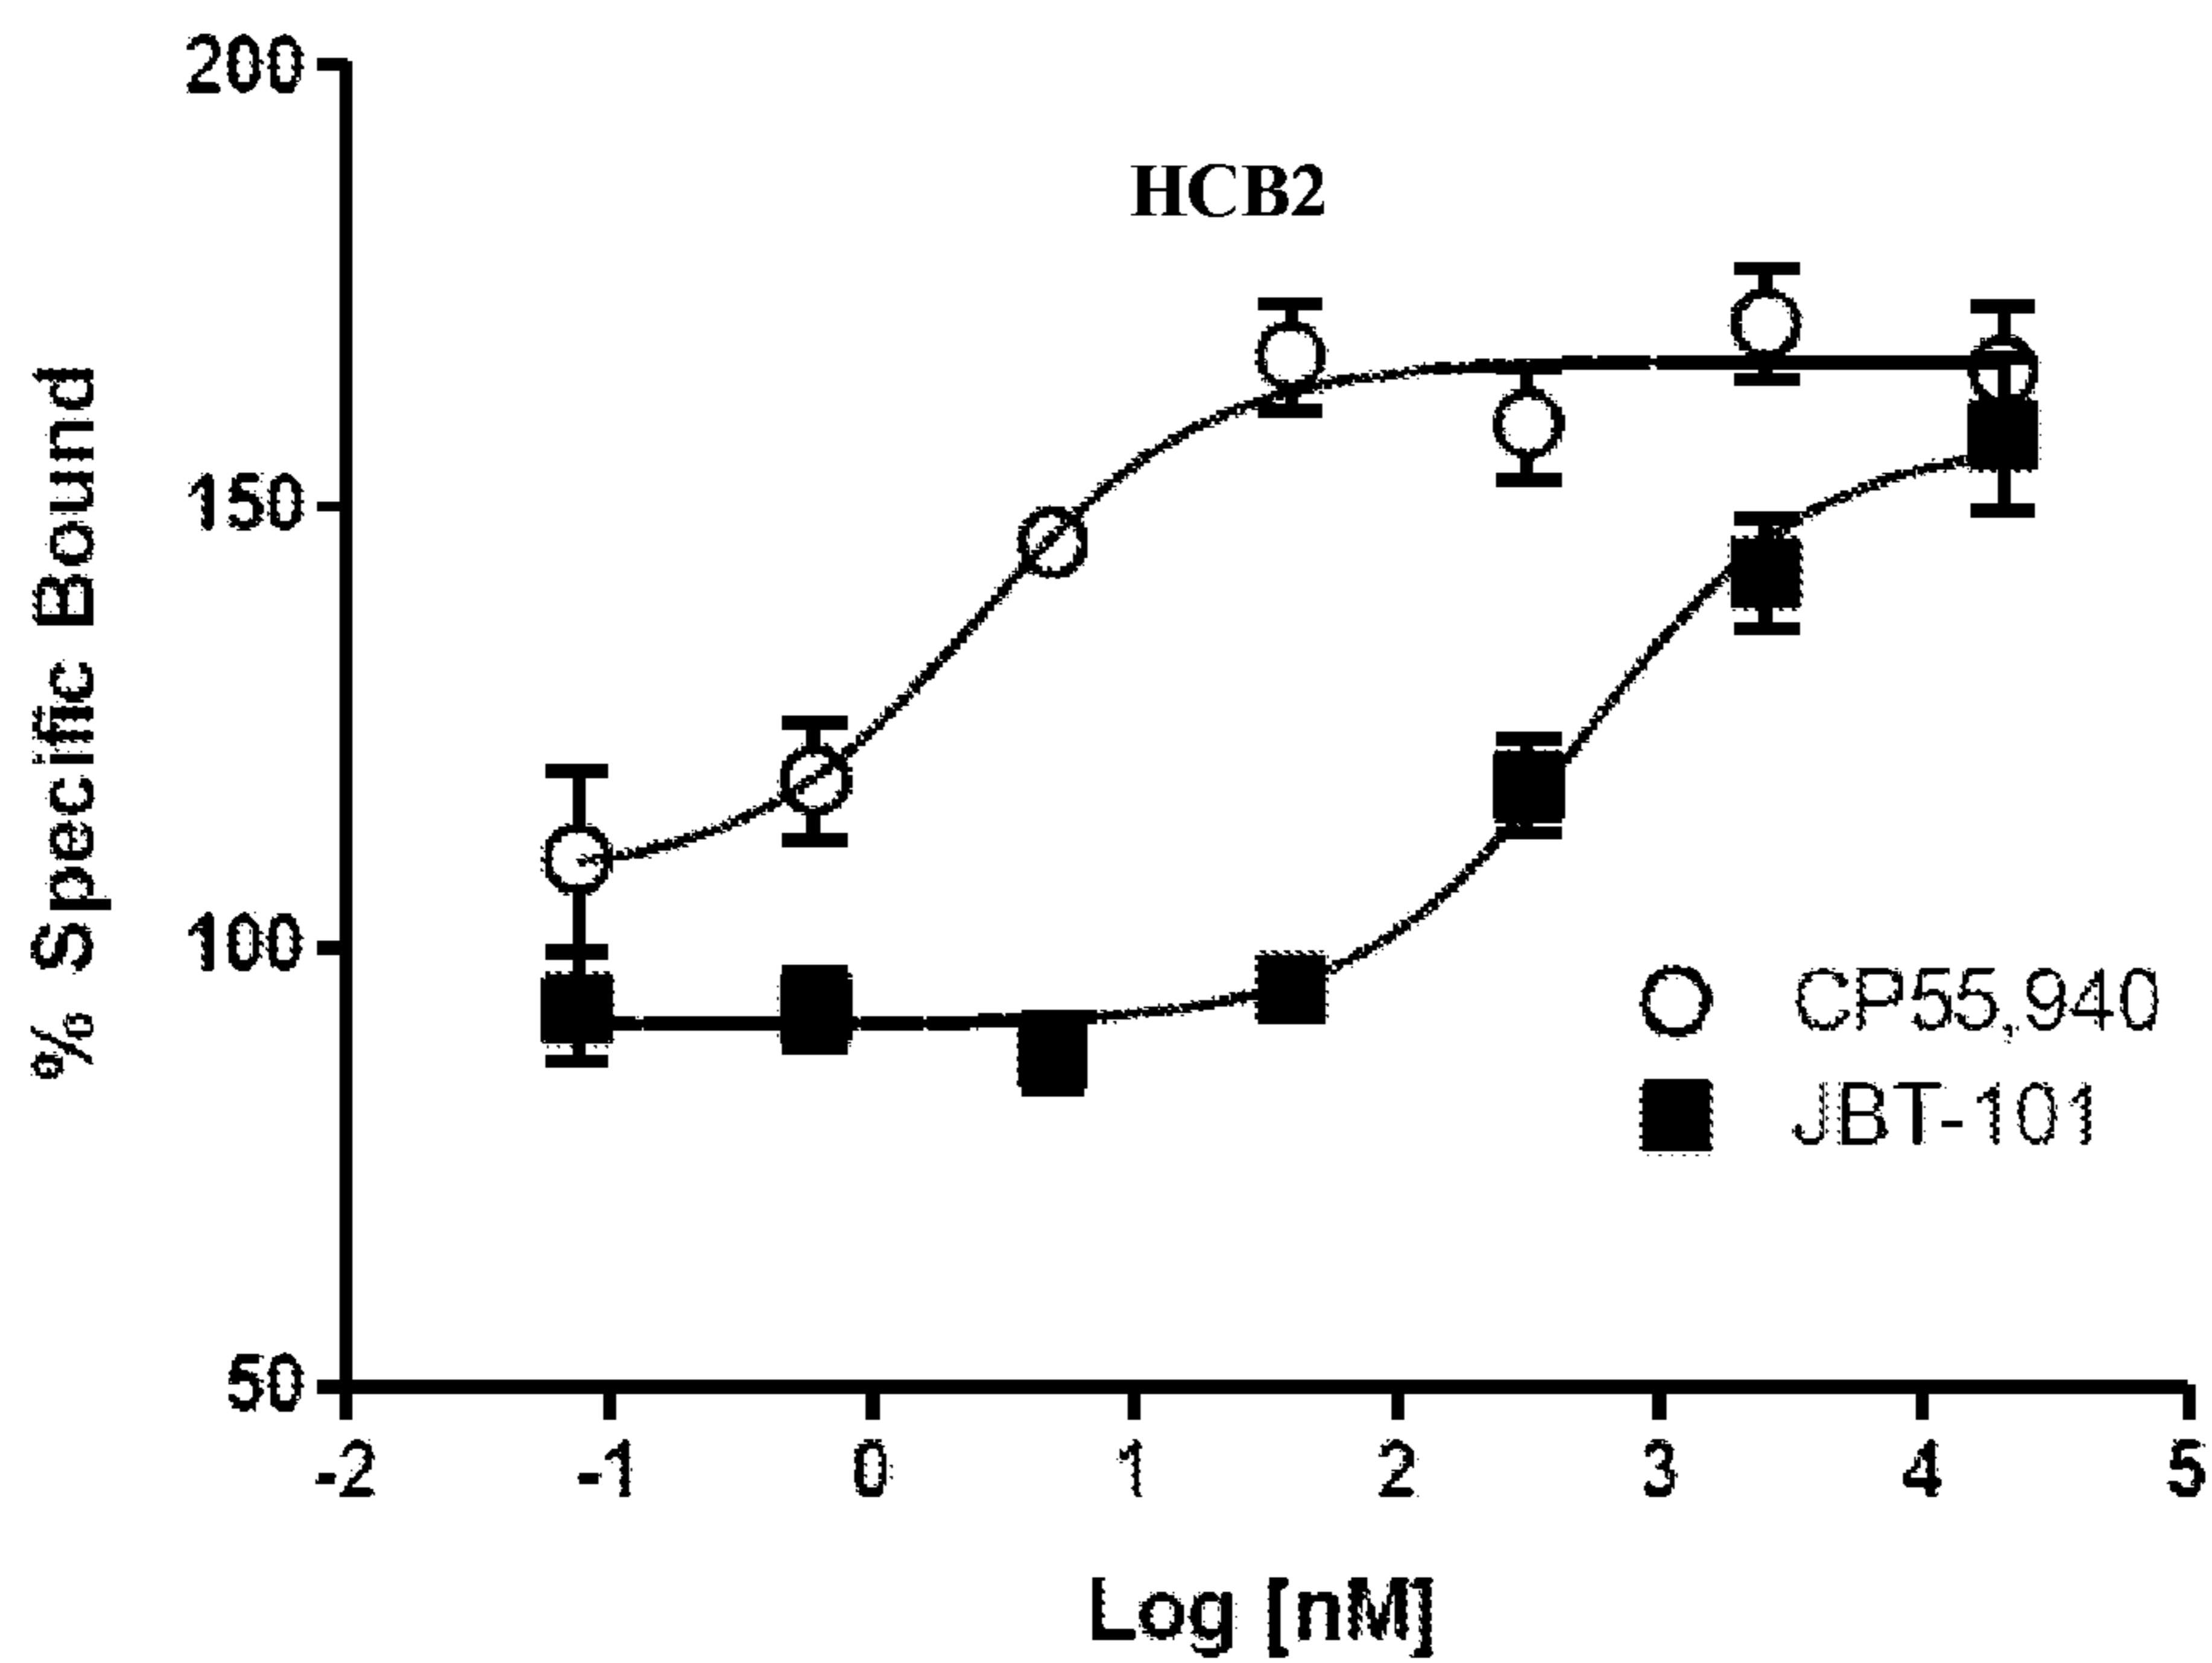 200
HCB2
150
% Specific Bound
100
CP55,940
JBT-101
50
-2 -1 0 1 2 3 4 5
Log [nM]